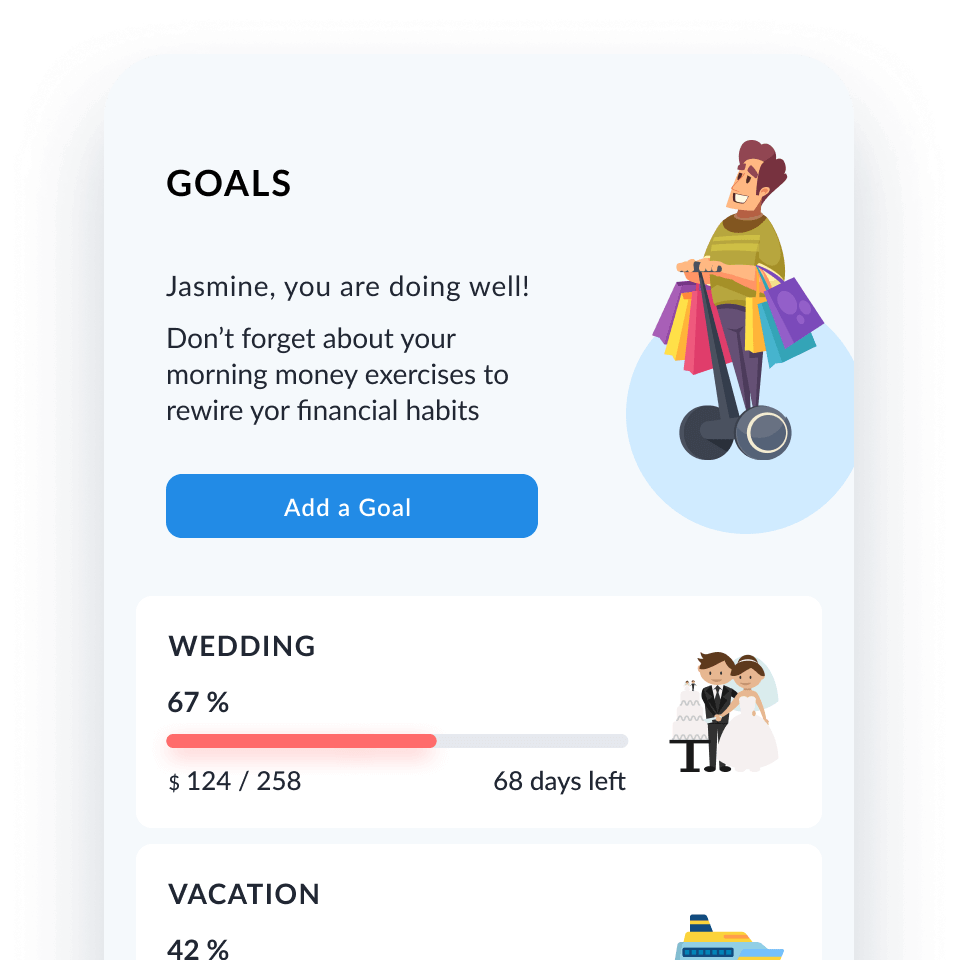 GOALS
Jasmine, you are doing well!
Don’t forget about your
morning money exercises to
rewire yor financial habits
Add a Goal
WEDDING
67 %
$ 124 / 258
68 days left
VACATION
42 %